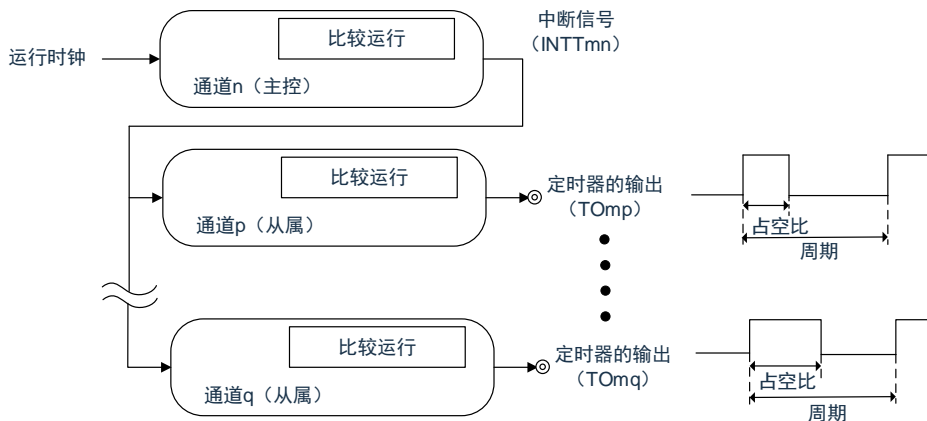 比较运行
中断信号
（INTTmn）
运行时钟
通道n（主控）
比较运行
定时器的输出
（TOmp）
通道p（从属）
占空比
周期
比较运行
定时器的输出
（TOmq）
通道q（从属）
占空比
周期